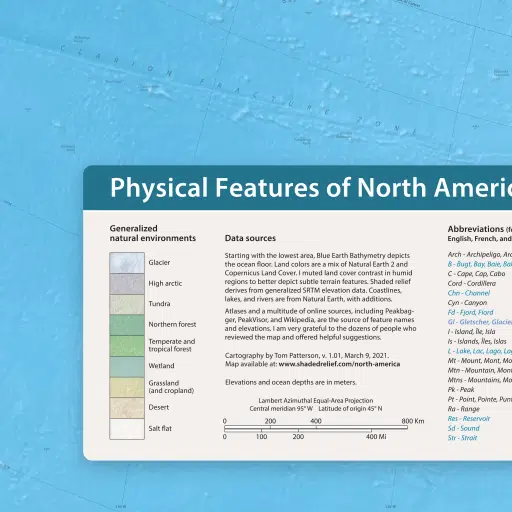 CLARION FRACTURE ZONE
Physical Features of North Americ
Generalized
natural environments
Glacier
High arctic
Tundra
Northern forest
Temperate and
tropical forest
Wetland
Grassland
(and cropland)
Desert
Salt flat
Data sources
Starting with the lowest area, Blue Earth Bathymetry depicts
the ocean floor. Land colors are a mix of Natural Earth 2 and
Copernicus Land Cover. I muted land cover contrast in humid
regions to better depict subtle terrain features. Shaded relief
derives from generalized SRTM elevation data. Coastlines,
lakes, and rivers are from Natural Earth, with additions.
Atlases and a multitude of online sources, including Peakbag-
ger, PeakVisor, and Wikipedia, are the source of feature names
and elevations. I am very grateful to the dozens of people who
reviewed the map and offered helpful suggestions.
Cartography by Tom Patterson, v. 1.01, March 9, 2021.
Map available at: www.shadedrelief.com/north-america
Elevations and ocean depths are in meters.
Lambert Azimuthal Equal-Area Projection
Central meridian 95° W Latitude of origin 45° N
0 200 400 800 Km
0 100 200 400 Mi
Abbreviations (f
English, French, and
Arch - Archipelago, Arc
B - Bugt, Bay, Baie, Bah
C - Cape, Cap, Cabo
Cord - Cordillera
Chn - Channel
Cyn - Canyon
Fd - Fjord, Fiord
Gl - Gletscher, Glacier
I - Island, Île, Isla
Is - Islands, Îles, Islas
L - Lake, Lac, Lago, Lag
Mt - Mount, Mont, Mo
Mtn - Mountain, Mont
Mtns - Mountains, Mo
Pk - Peak
Pt - Point, Pointe, Punt
Ra - Range
Res - Reservoir
Sd - Sound
Str - Strait